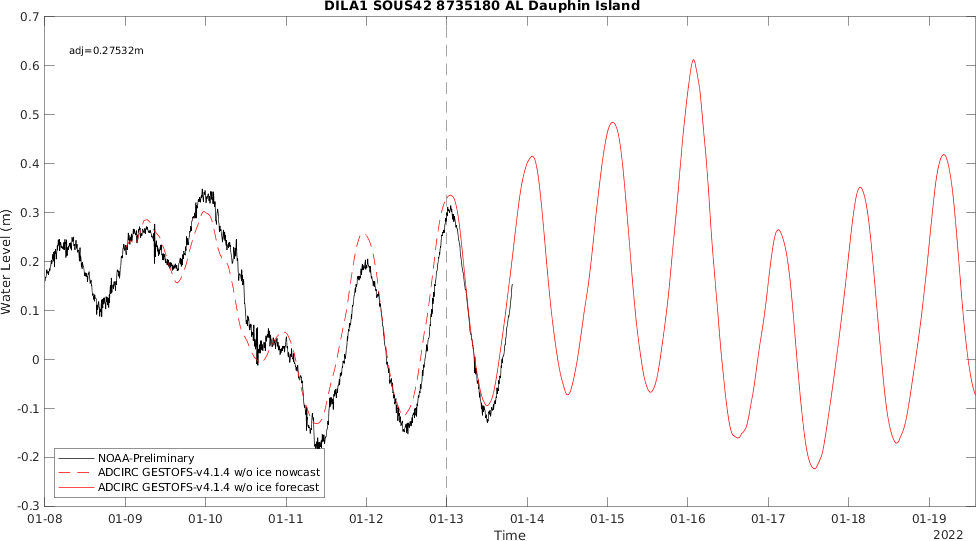 DILA1 SOUS42 8735180 AL Dauphin Island
adj=0.27532m
0.7
0.6
0.5
0.4
0.3
0.2
0.1
0
-0.1
-0.2
-0.3
Water Level (m)
NOAA-Preliminary
ADCIRC GESTOFS-v4.1.4 w/o ice nowcast
ADCIRC GESTOFS-v4.1.4 w/o ice forecast
01-08 01-09 01-10 01-11 01-12 01-13 01-14 01-15 01-16 01-17 01-18 01-19
Time
2022